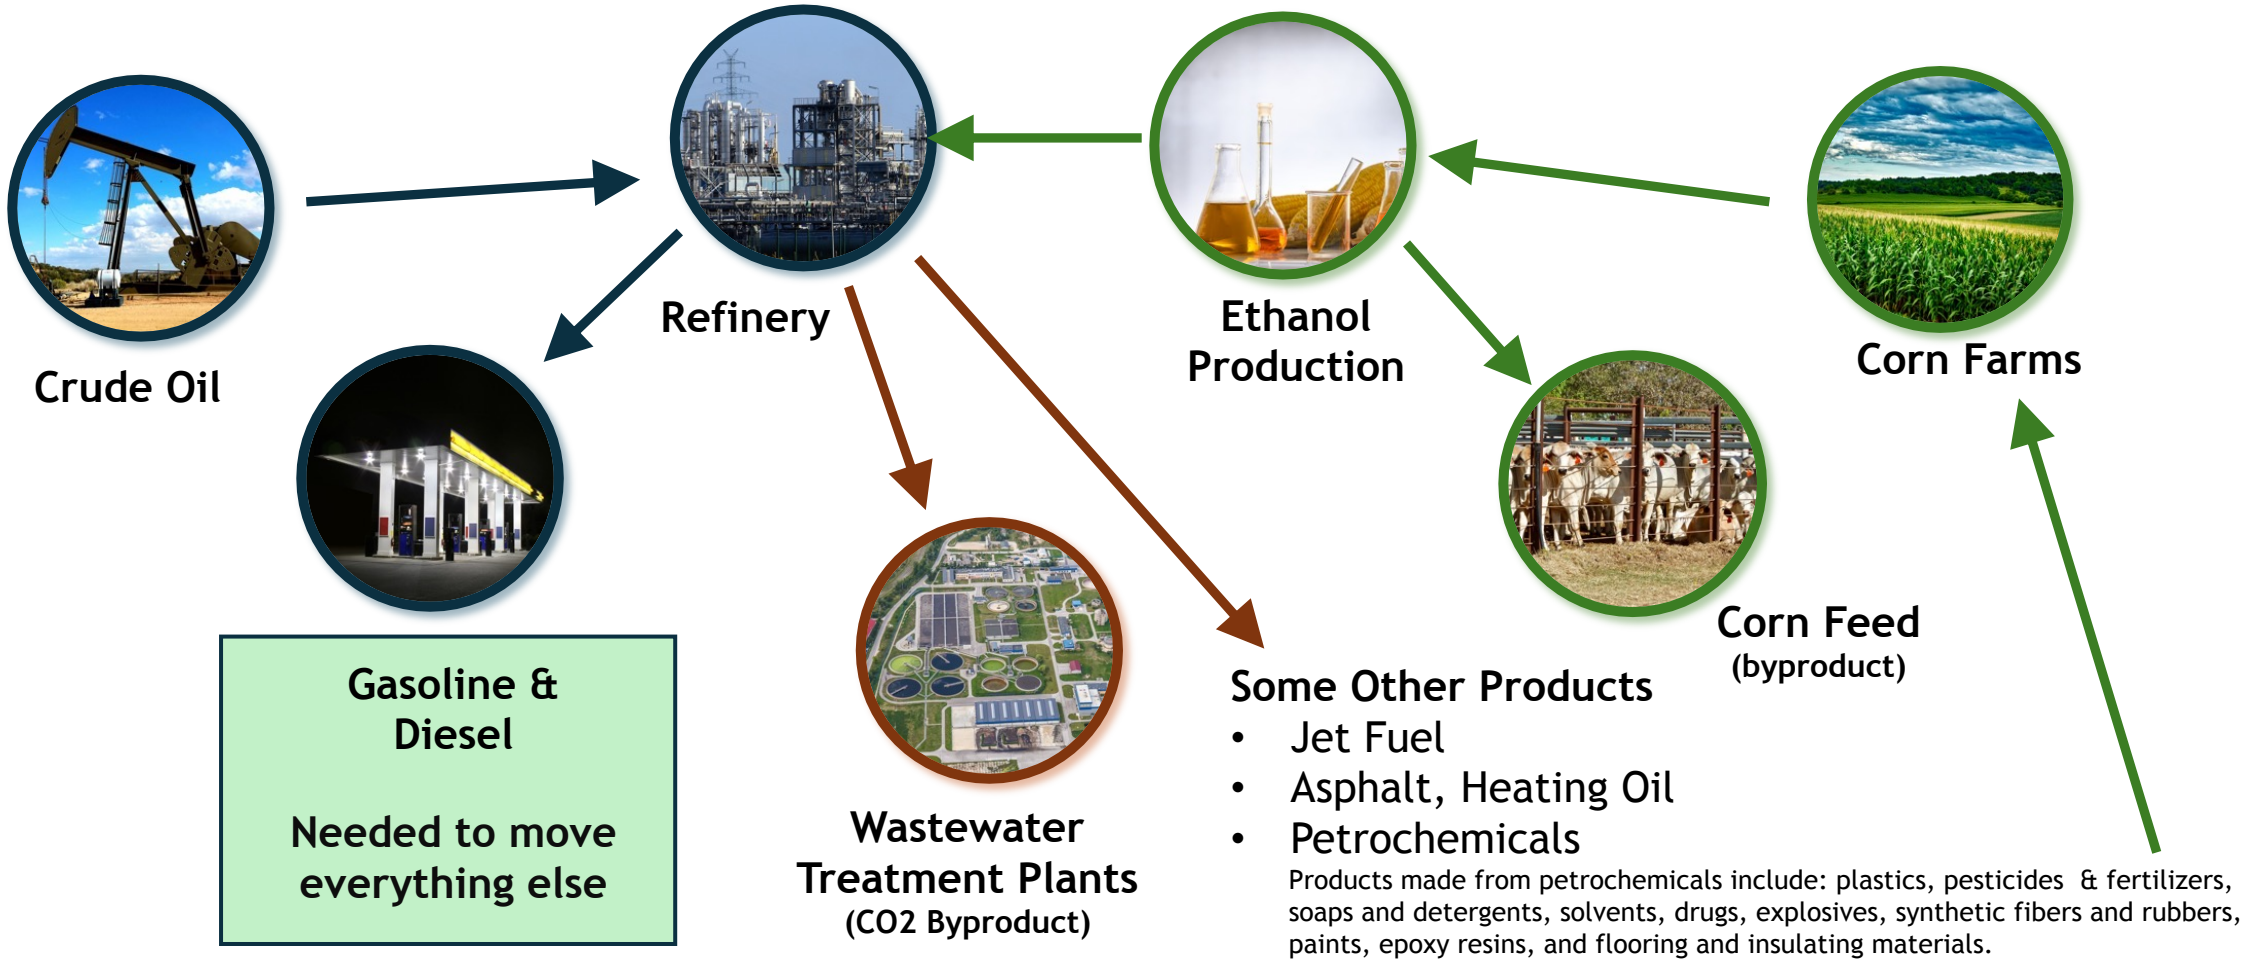 Crude Oil
Refinery
Ethanol
Production
Corn Farms
Gasoline &
Diesel
Needed to move
everything else
Wastewater
Treatment Plants
(CO2 Byproduct)
Corn Feed
(byproduct)
Some Other Products
• Jet Fuel
• Asphalt, Heating Oil
• Petrochemicals
Products made from petrochemicals include: plastics, pesticides & fertilizers,
soaps and detergents, solvents, drugs, explosives, synthetic fibers and rubbers,
paints, epoxy resins, and flooring and insulating materials.